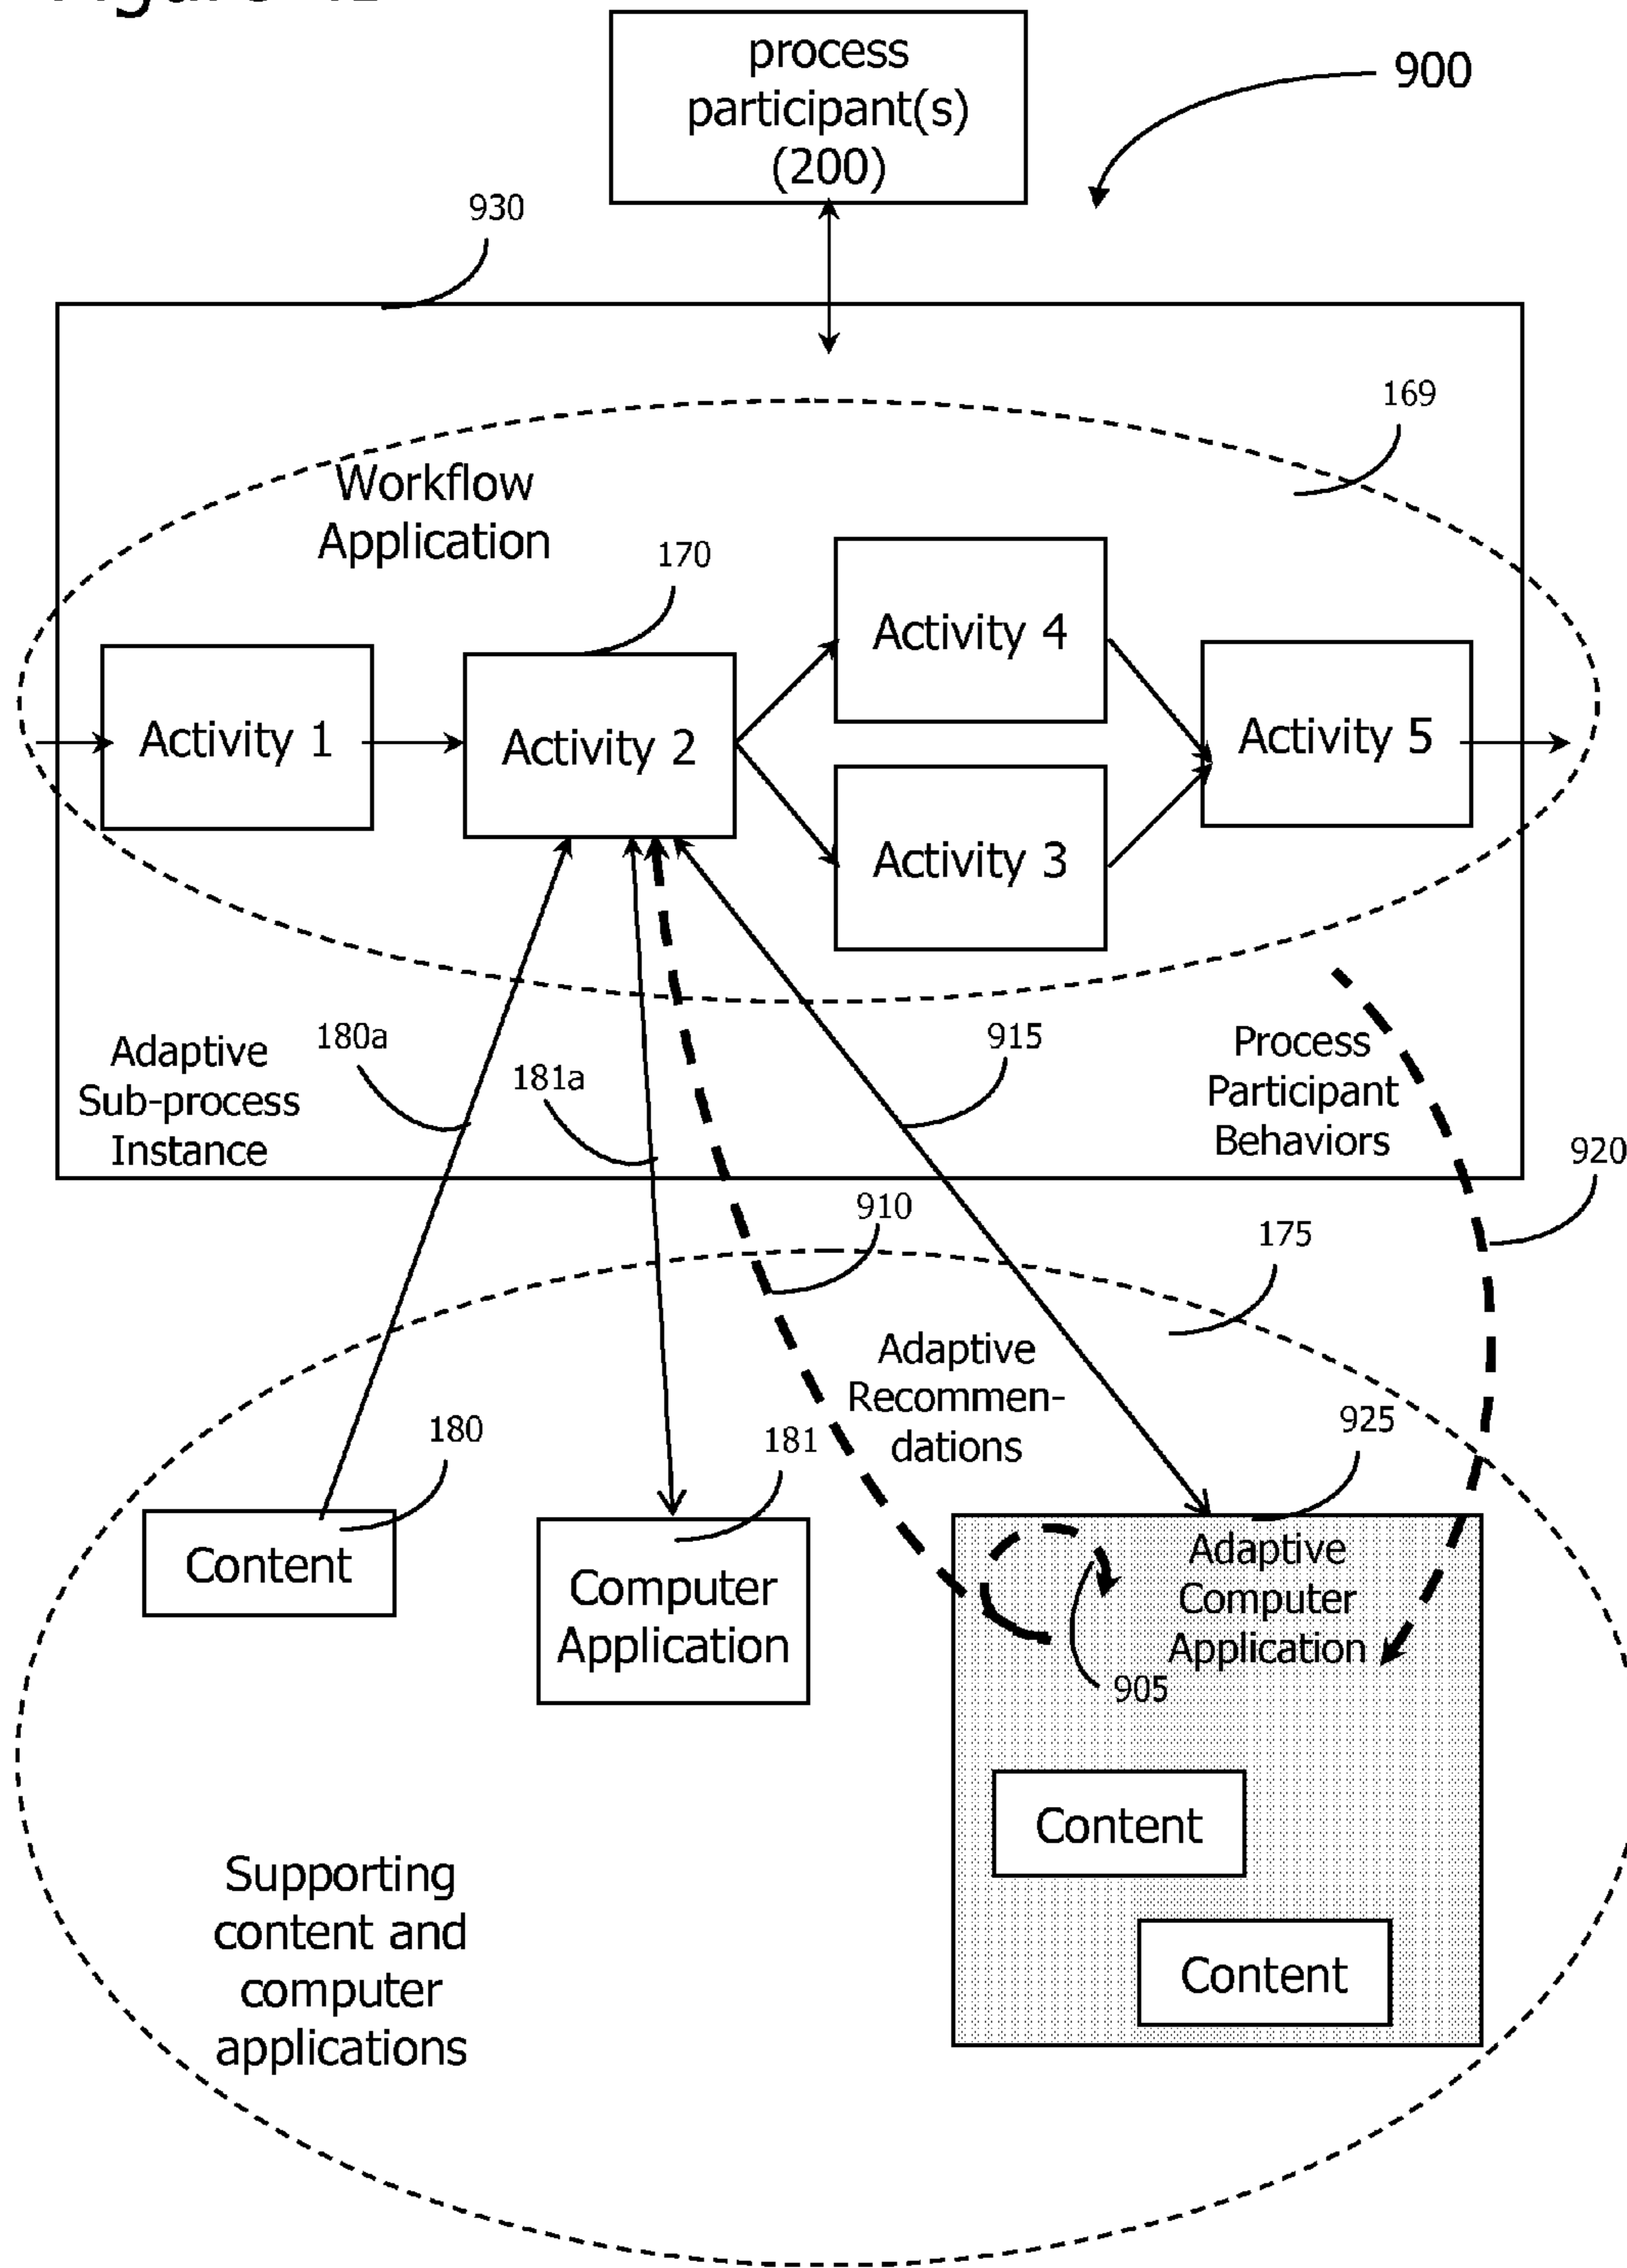 process
participant(s)
(200)
900
930
169
Workflow
Application
170
Activity 4
Activity 1
Activity 2
Activity 5
Activity 3
Adaptive
Sub-process
Instance
180a
181a
915
Process
Participant
Behaviors
920
910
175
Adaptive
Recommen-
dations
180
181
925
Content
Computer
Application
Adaptive
Computer
Application
905
Content
Content
Supporting
content and
computer
applications